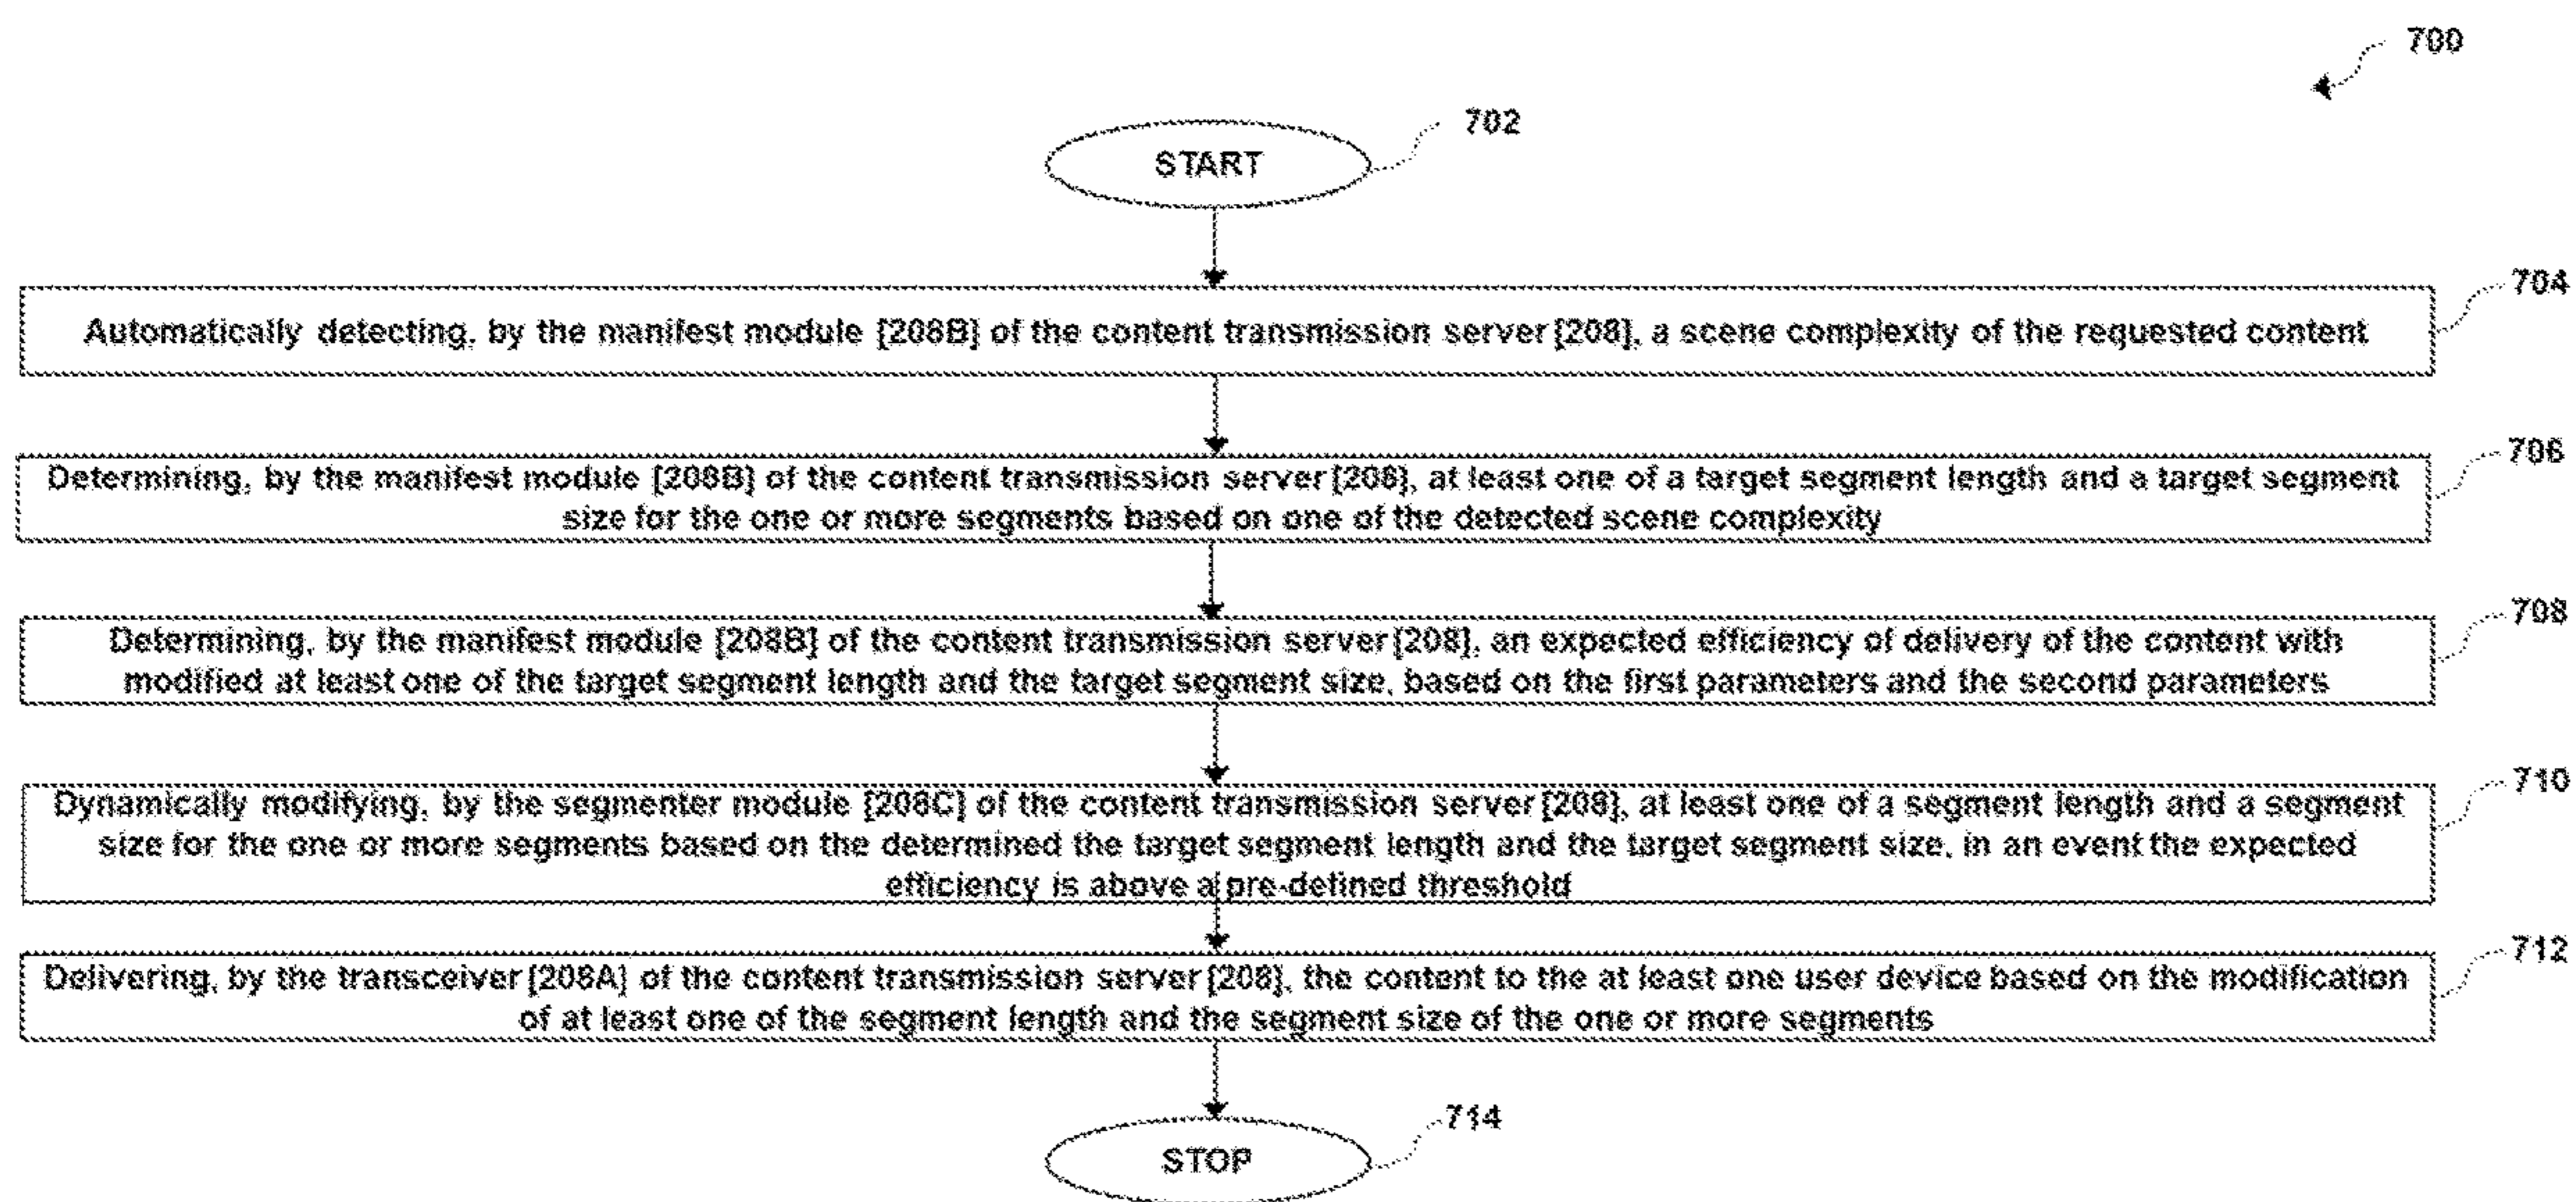 700
702
START
704
Automatically detecting, by the manifest module [208B] of the content transmission server [208], a scene complexity of the requested content
706
Determining, by the manifest module [208B] of the content transmission server [208], at least one of a target segment length and a target segment
size for the one or more segments based on one of the detected scene complexity
708
Determining, by the manifest module [208B] of the content transmission server [208], an expected efficiency of delivery of the content with
modified at least one of the target segment length and the target segment size, based on the first parameters and the second parameters
710
Dynamically modifying, by the segmenter module [208C] of the content transmission server [208], at least one of a segment length and a segment
size for the one or more segments based on the determined the target segment length and the target segment size, in an event the expected
efficiency is above a pre-defined threshold
712
Delivering, by the transceiver [208A] of the content transmission server [208], the content to the at least one user device based on the modification
of at least one of the segment length and the segment size of the one or more segments
714
STOP